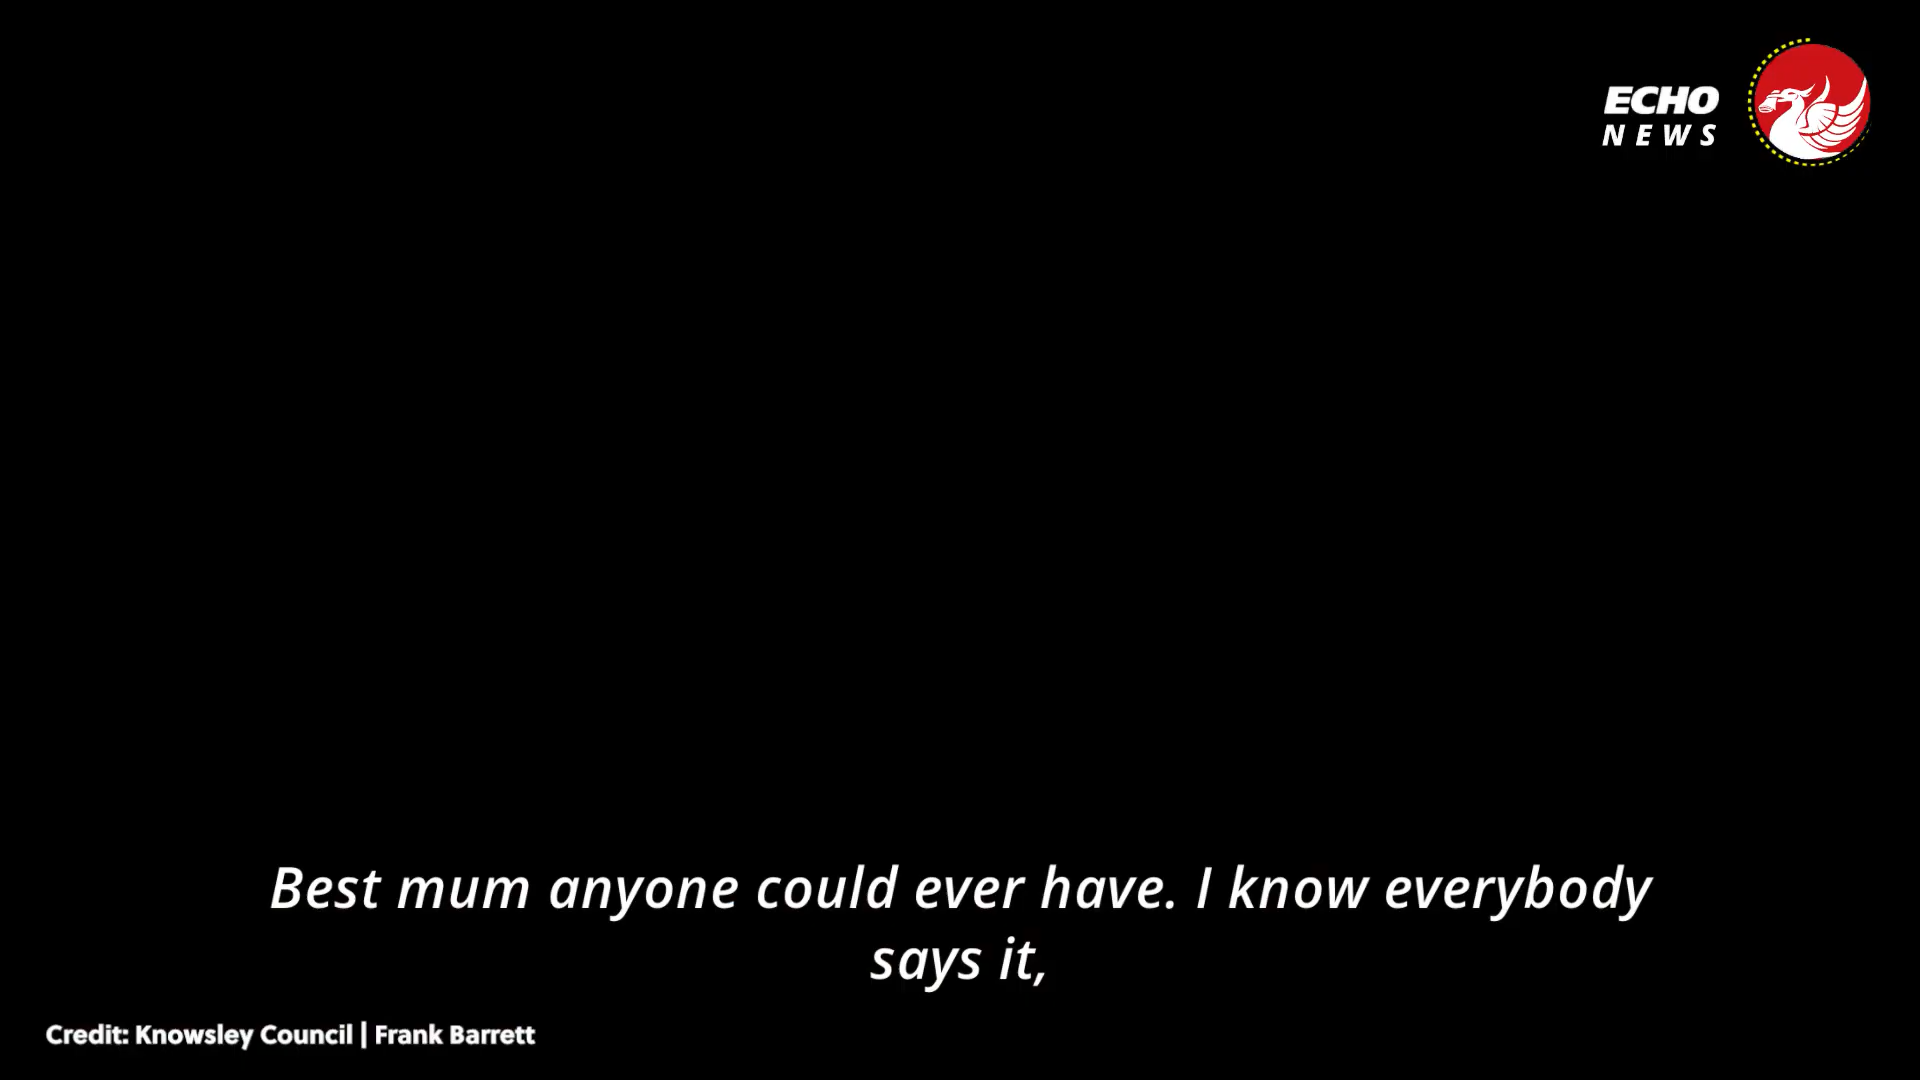 ECHO
NEWS
Best mum anyone could ever have. I know everybody
says it,
Credit: Knowsley Council | Frank Barrett